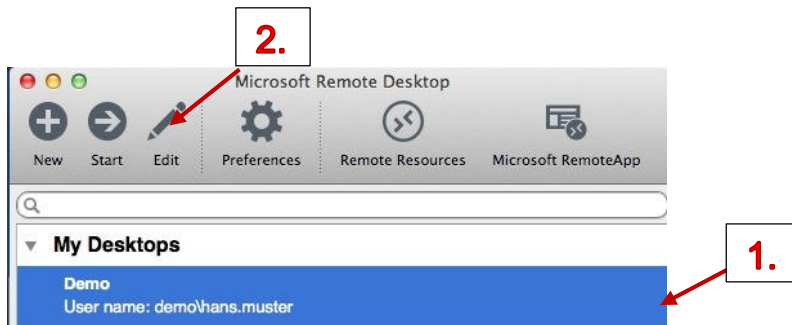 2.
Microsoft Remote Desktop
New Start Edit Preferences Remote Resources Microsoft RemoteApp
My Desktops
1.
Demo
User name: demo\hans.muster